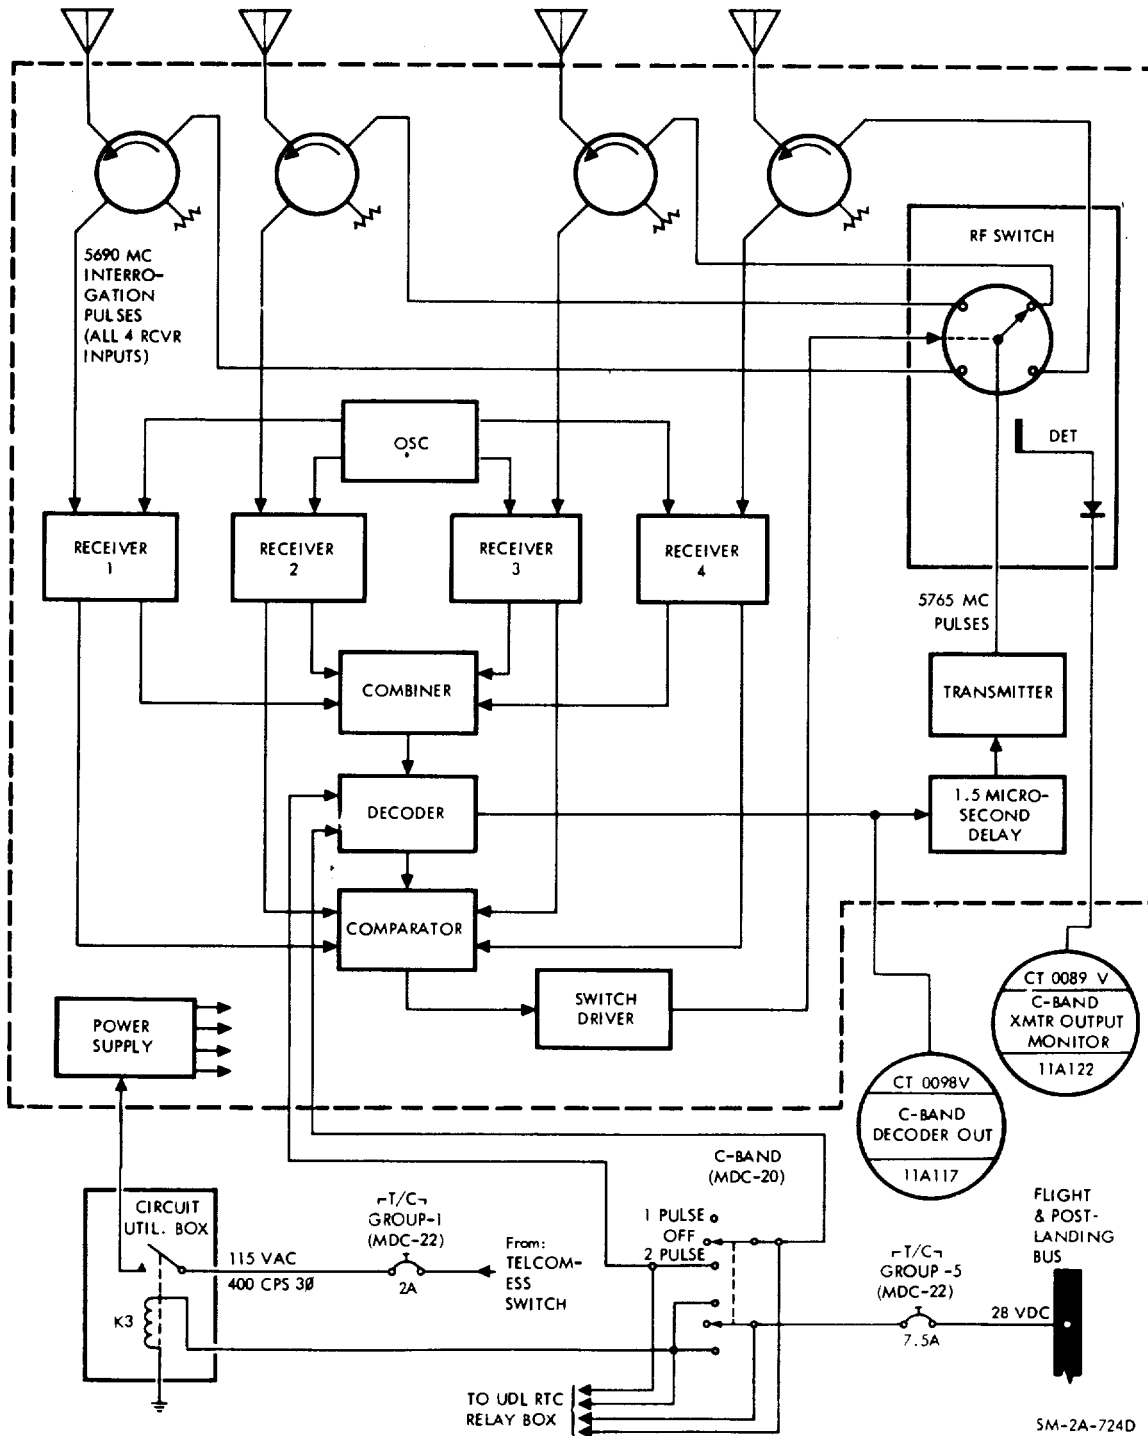 5690 MC
INTERRO-
GATION
PULSES
(ALL 4 RCVR
INPUTS)
RF SWITCH
DET
OSC
RECEIVER
1
RECEIVER
2
RECEIVER
3
RECEIVER
4
5765 MC
PULSES
COMBINER
TRANSMITTER
DECODER
1.5 MICRO-
SECOND
DELAY
COMPARATOR
SWITCH
DRIVER
POWER
SUPPLY
CT 0089 V
C-BAND
XMTR OUTPUT
MONITOR
11A122
CT 0098V
C-BAND
DECODER OUT
11A117
C-BAND
(MDC-20)
1 PULSE
OFF
2 PULSE
CIRCUIT
UTIL. BOX
K3
115 VAC
400 CPS 3Ø
T/C
GROUP-1
(MDC-22)
2A
From:
TELCOM-
ESS
SWITCH
T/C
GROUP -5
(MDC-22)
7.5A
28 VDC
FLIGHT
& POST-
LANDING
BUS
TO UDL RTC
RELAY BOX
SM-2A-724D